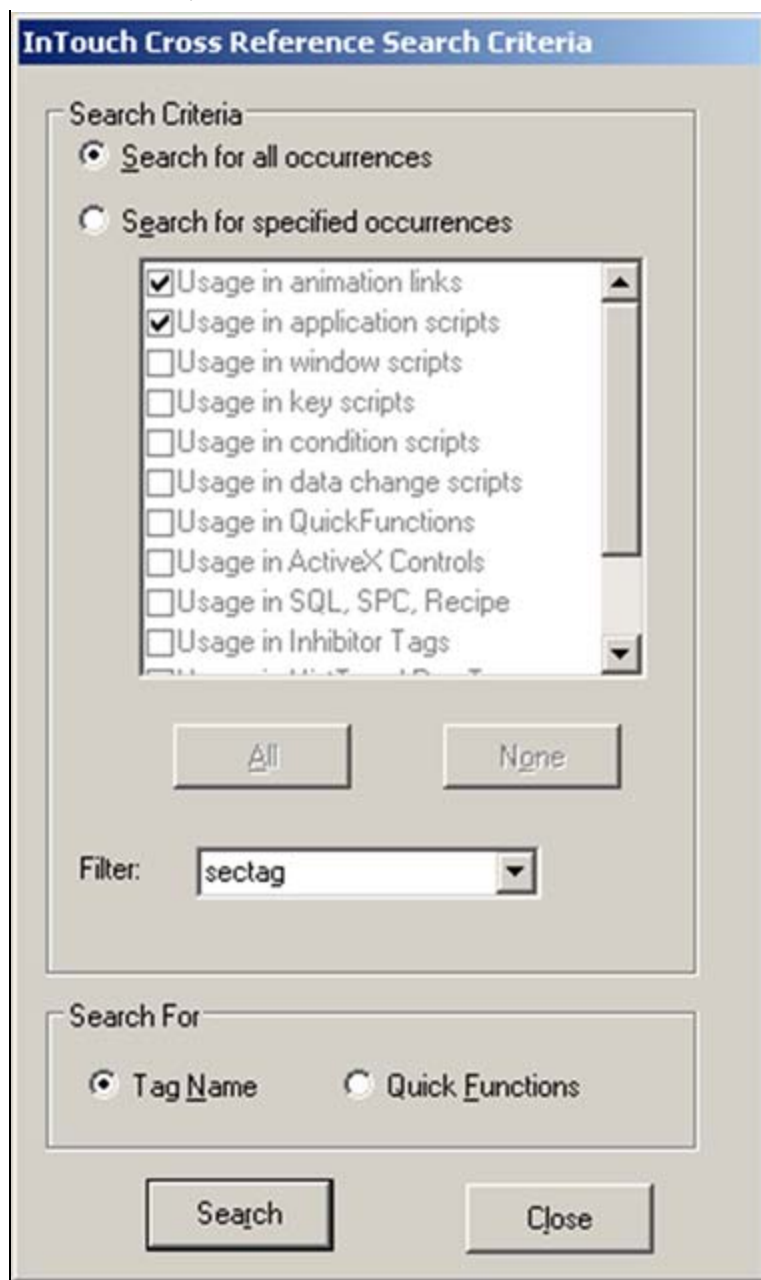 InTouch Cross Reference Search Criteria
Search Criteria
Search for all occurrences
Search for specified occurrences
Usage in animation links
Usage in application scripts
Usage in window scripts
Usage in key scripts
Usage in condition scripts
Usage in data change scripts
Usage in QuickFunctions
Usage in ActiveX Controls
Usage in SQL, SPC, Recipe
Usage in Inhibitor Tags
All None
Filter: sectag
Search For
Tag Name Quick Functions
Search Close